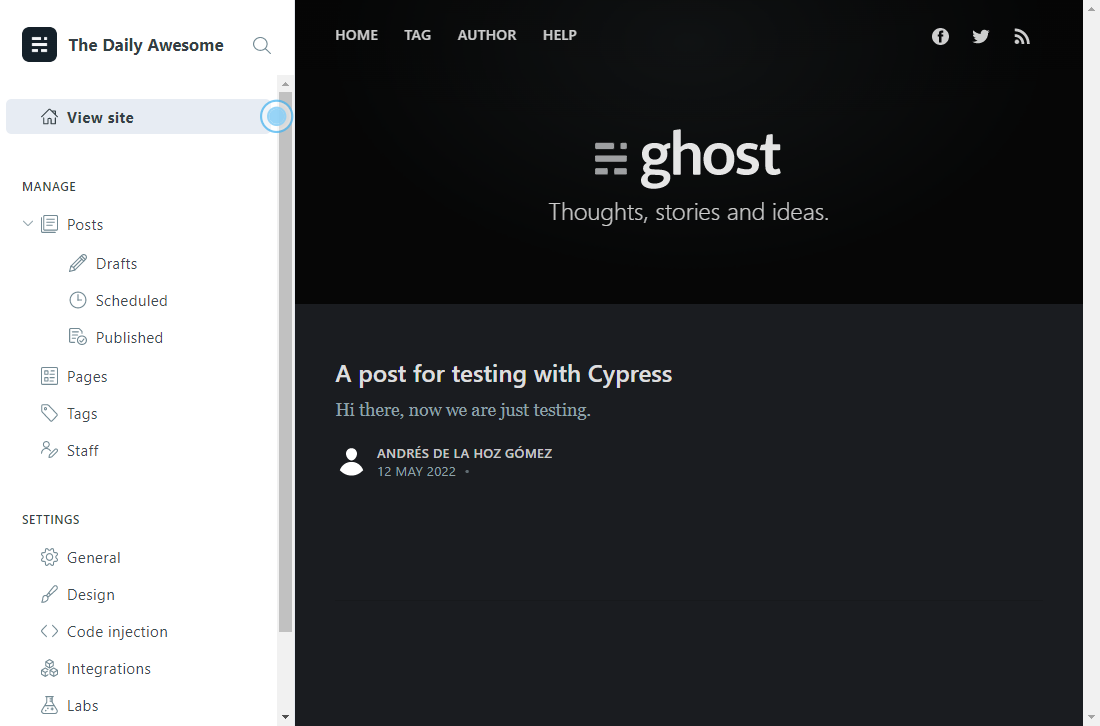 The Daily Awesome
View site
MANAGE
Posts
Drafts
Scheduled
Published
Pages
Tags
Staff
SETTINGS
General
Design
Code injection
Integrations
Labs
HOME TAG AUTHOR HELP
ghost
Thoughts, stories and ideas.
A post for testing with Cypress
Hi there, now we are just testing.
ANDRÉS DE LA HOZ GÓMEZ
12 MAY 2022 •